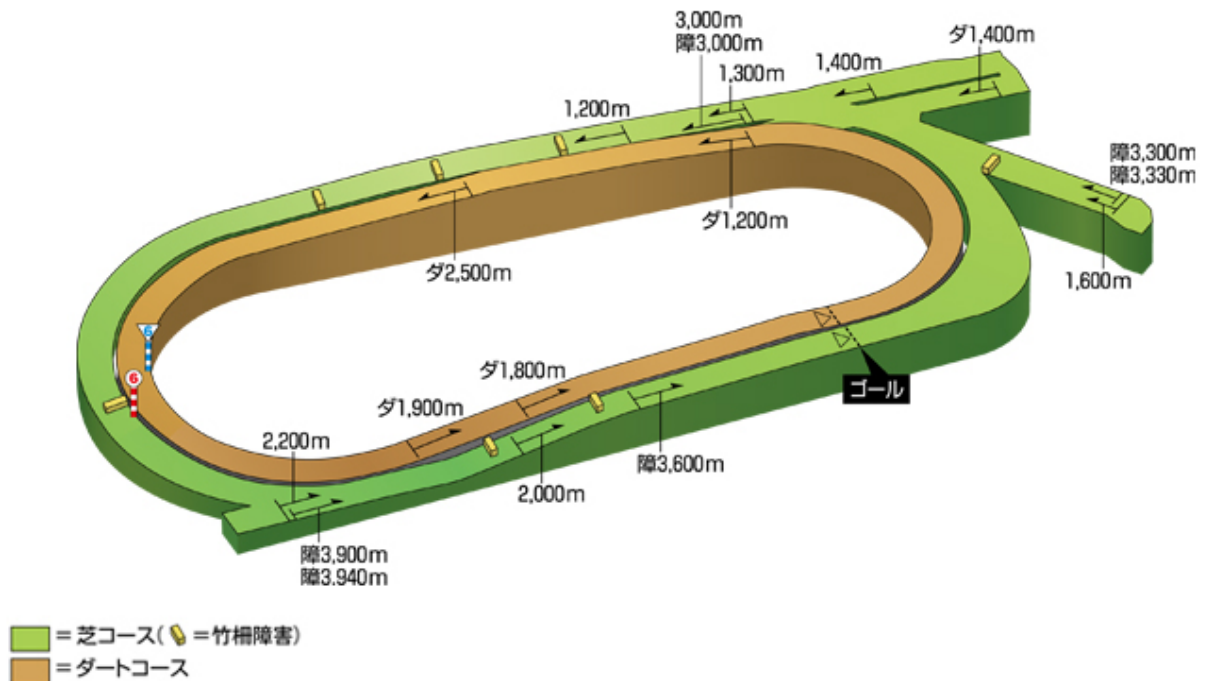 3,000m
障3,000m
1,300m
1,400m
ダ1,400m
1,200m
障3,300m
障3,330m
ダ1,200m
ダ2,500m
1,600m
6
6
ダ1,800m
ダ1,900m
ゴール
2,200m
障3,600m
2,000m
障3,900m
障3.940m
=芝コース(=竹柵障害)
=ダートコース